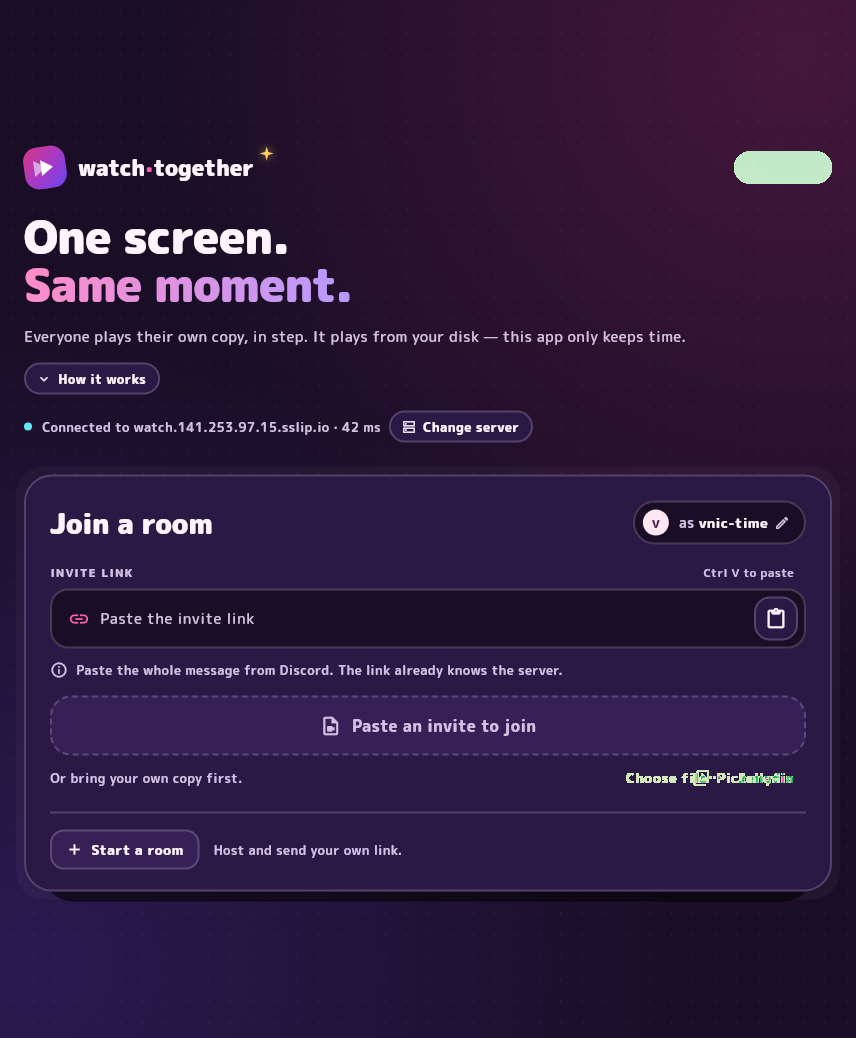 watch·together
One screen.
Same moment.
Everyone plays their own copy, in step. It plays from your disk — this app only keeps time.
How it works
Connected to watch.141.253.97.15.sslip.io · 42 ms
Change server
Join a room
v as vnic-time
INVITE LINK
Ctrl V to paste
Paste the invite link
Paste the whole message from Discord. The link already knows the server.
Paste an invite to join
Or bring your own copy first.
Choose
Start a room
Host and send your own link.